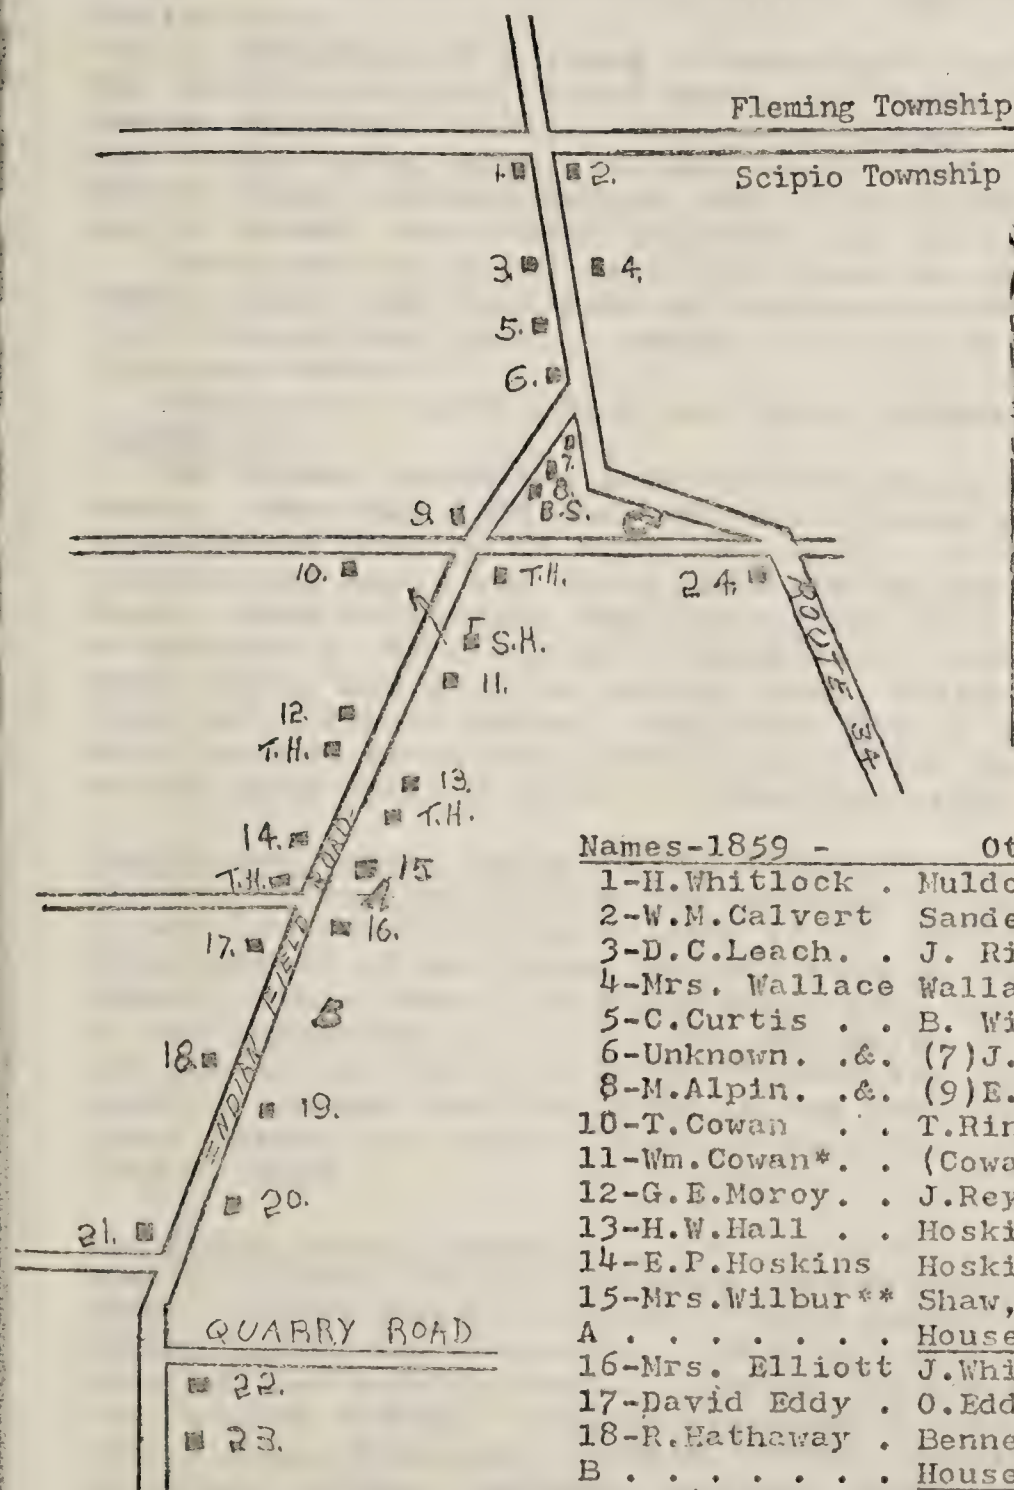 Fleming Township
Scipio Township
1. 2.
3. 4.
5.
6.
7.
8.
B.S.
9.
C
10. T.H. 24.
S.H.
11.
ROUTE 34
12.
T.H.
13.
T.H.
14.
T.H.
15
A
16.
17.
INDIAN FIELD ROAD
B
18.
19.
20.
21.
QUARRY ROAD
22.
23.
Names-1859 - Ot
1-H.Whitlock . Muldo
2-W.M.Calvert Sande
3-D.C.Leach. . J. Ri
4-Mrs. Wallace Walla
5-C.Curtis . . B. Wi
6-Unknown. .&. (7)J.
8-M.Alpin. .&. (9)E.
10-T.Cowan . . T.Rin
11-Wm.Cowan*. . (Cowa
12-G.E.Moroy. . J.Rey
13-H.W.Hall . . Hoski
14-E.P.Hoskins Hoski
15-Mrs.Wilbur** Shaw,
A . . . . . . . House
16-Mrs. Elliott J.Whi
17-David Eddy . O.Edd
18-R.Hathaway . Benne
B . . . . . . . House